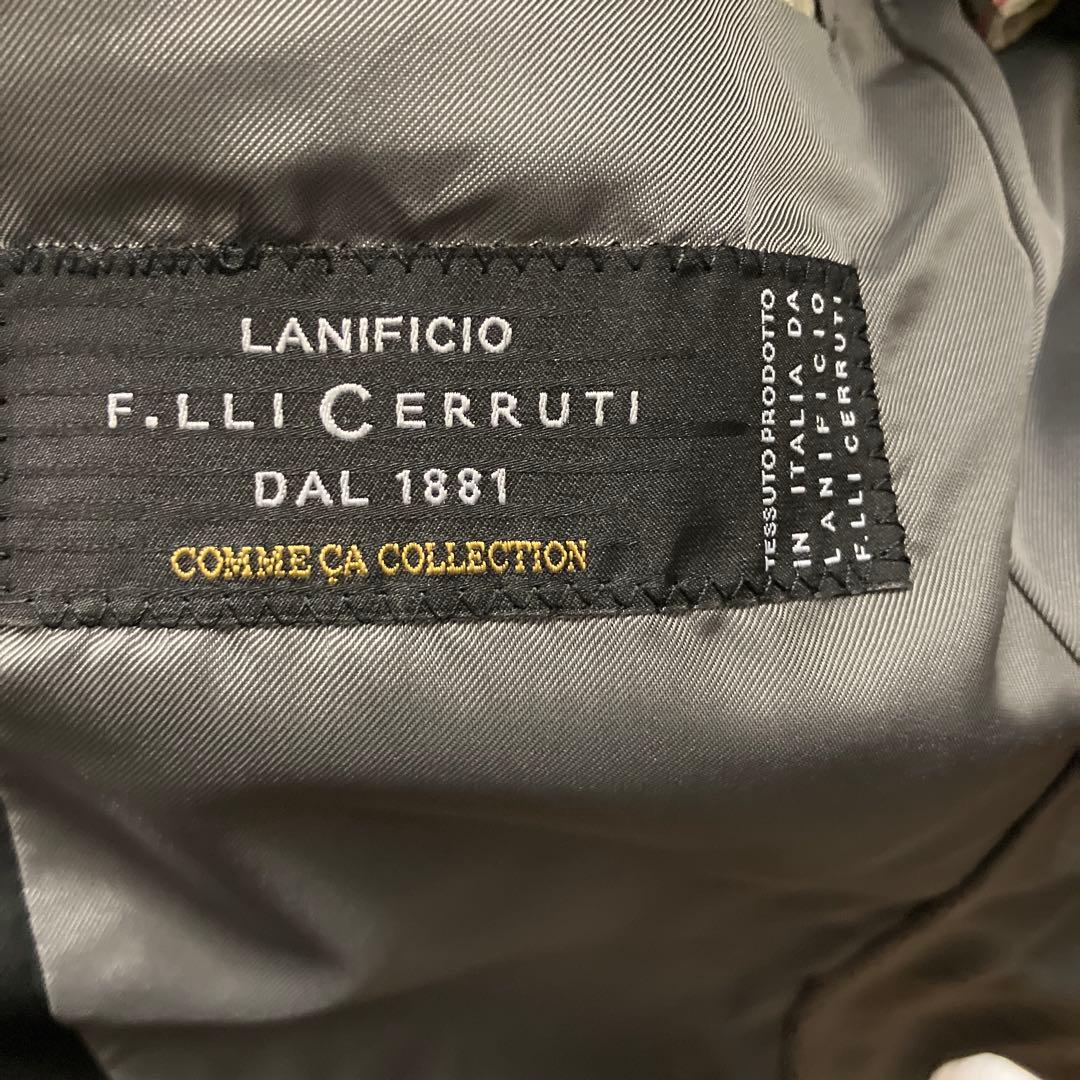 LANIFICIO
F.LLI CERRUTI
DAL 1881
COMME ÇA COLLECTION
TESSUTO PRODOTTO
IN ITALIA DA
LANIFICIO
F.LLI CERRUTI